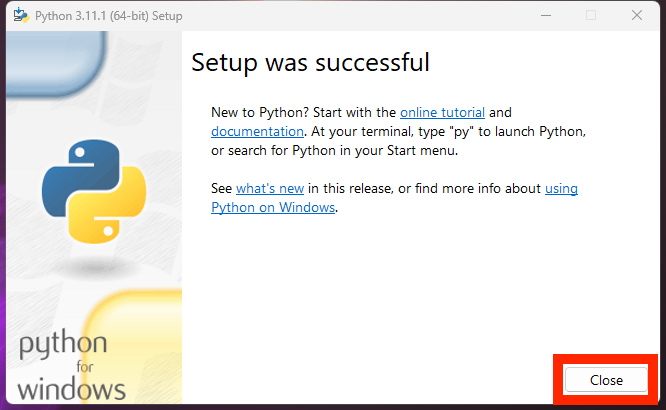 Python 3.11.1 (64-bit) Setup
Setup was successful
New to Python? Start with the online tutorial and
documentation. At your terminal, type "py" to launch Python,
or search for Python in your Start menu.
See what's new in this release, or find more info about using
Python on Windows.
python
for
windows
Close